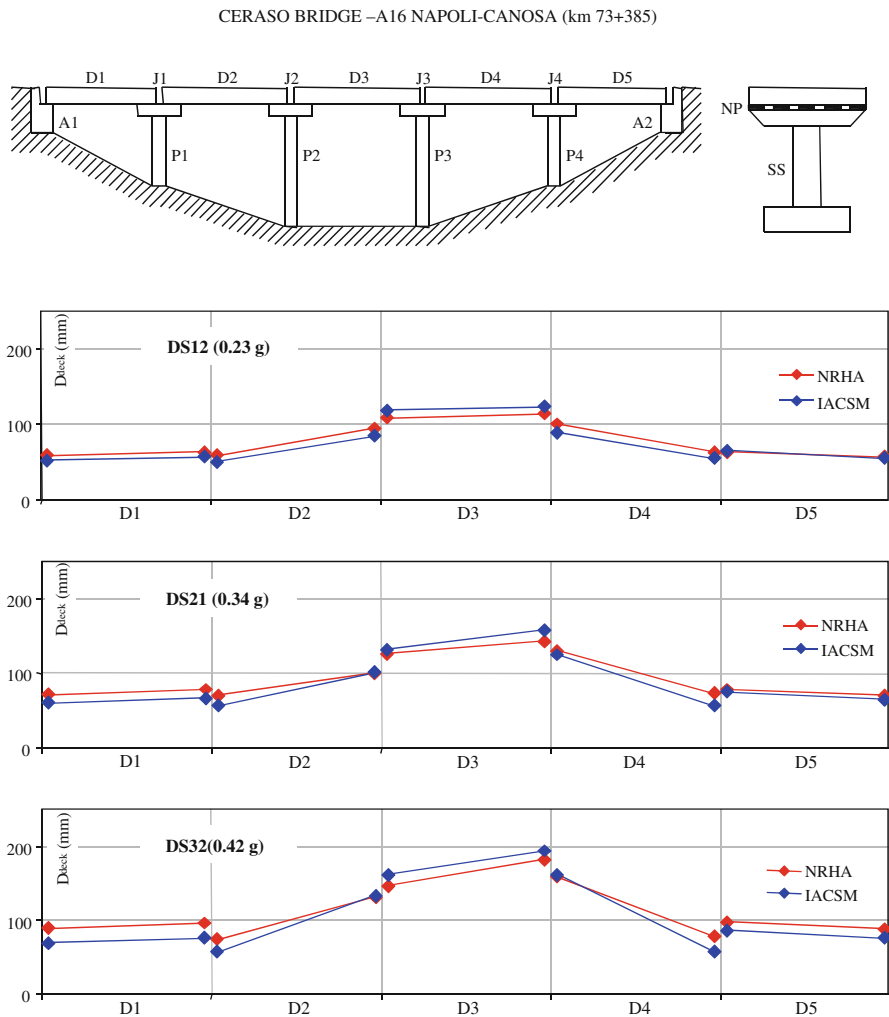 CERASO BRIDGE –A16 NAPOLI-CANOSA (km 73+385)
D1 J1 D2 J2 D3 J3 D4 J4 D5
NP
A1 A2
P1 P2 P3 P4
SS
Ddeck (mm)
DS12 (0.23 g)
200
100
0
NRHA
IACSM
D1 D2 D3 D4 D5
Ddeck (mm)
DS21 (0.34 g)
200
100
0
NRHA
IACSM
D1 D2 D3 D4 D5
Ddeck (mm)
DS32(0.42 g)
200
100
0
NRHA
IACSM
D1 D2 D3 D4 D5